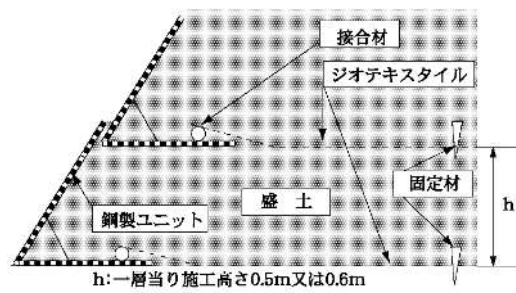 接合材
ジオテキスタイル
固定材
h
盛 土
鋼製ユニット
h:一層当り施工高さ0.5m又は0.6m